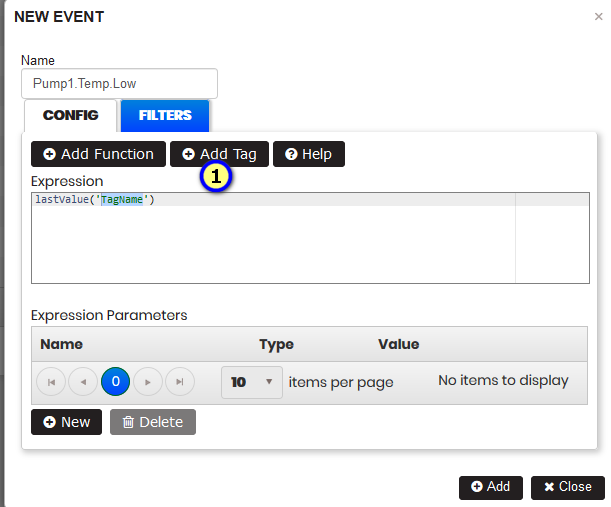 NEW EVENT ×
Name
Pump1.Temp.Low
CONFIG FILTERS
Add Function Add Tag Help
1
Expression
lastValue('TagName')
Expression Parameters
Name Type Value
0 10 items per page No items to display
New Delete
Add Close